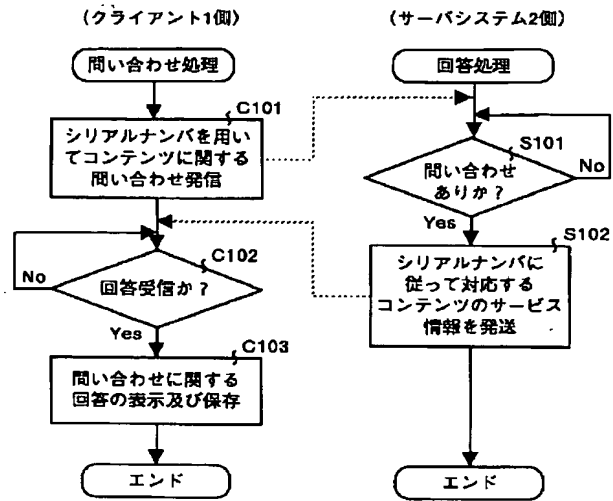 (クライアント1側)
問い合わせ処理
C101
シリアルナンバを用い
てコンテンツに関する
問い合わせ発信
C102
No
回答受信か?
Yes
C103
問い合わせに関する
回答の表示及び保存
エンド
(サーバシステム2側)
回答処理
S101
問い合わせ
ありか?
No
Yes
S102
シリアルナンバに
従って対応する
コンテンツのサービス
情報を発送
エンド